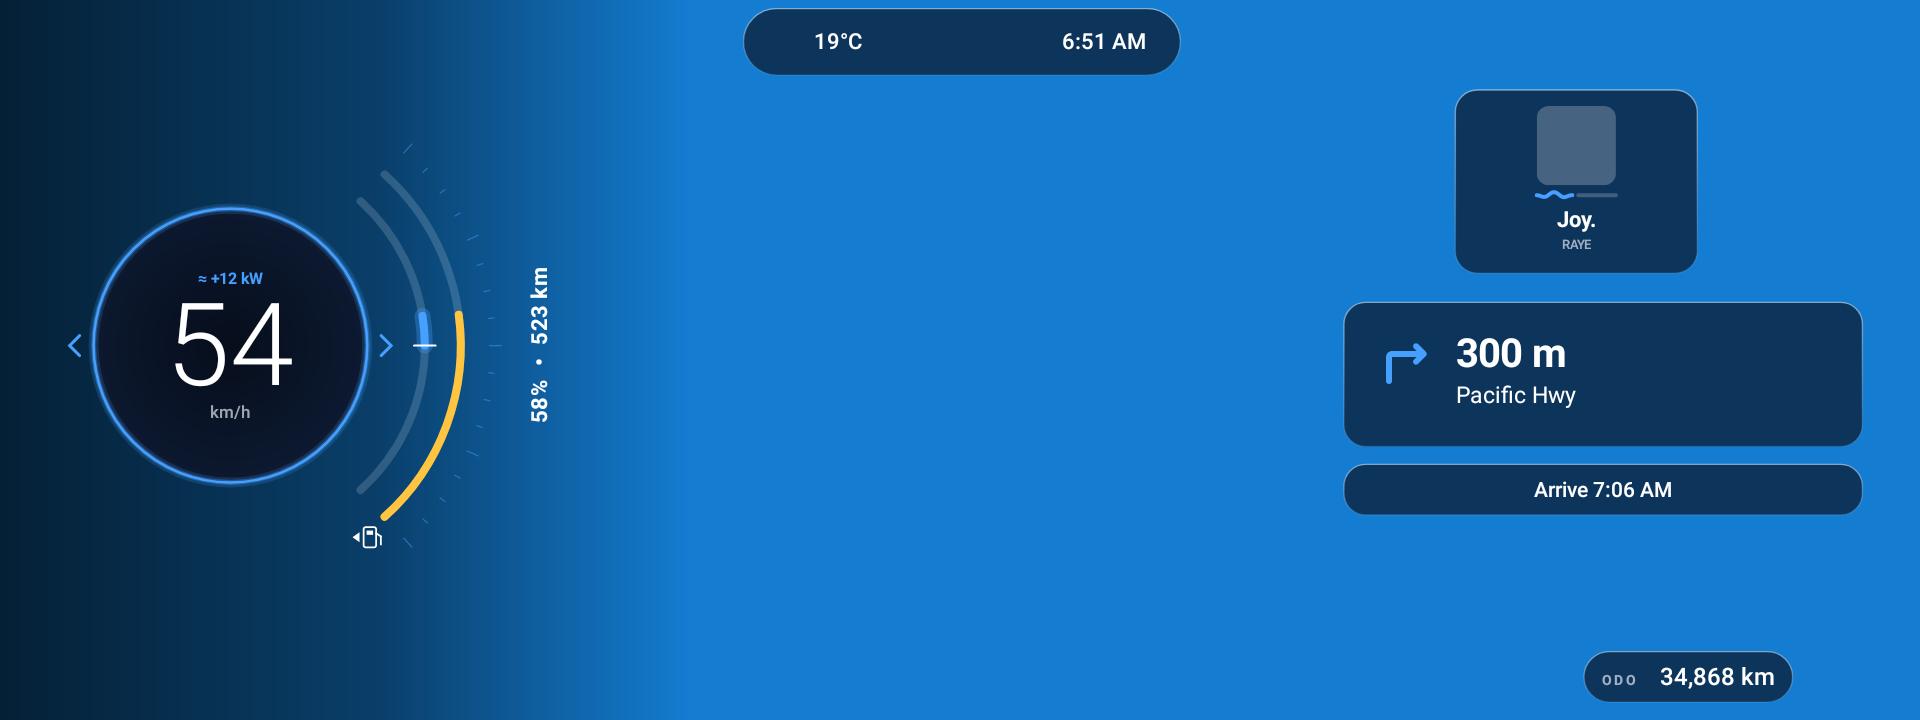 19°C
6:51 AM
≈ +12 kW
54
km/h
58% • 523 km
Joy.
RAYE
300 m
Pacific Hwy
Arrive 7:06 AM
ODO 34,868 km